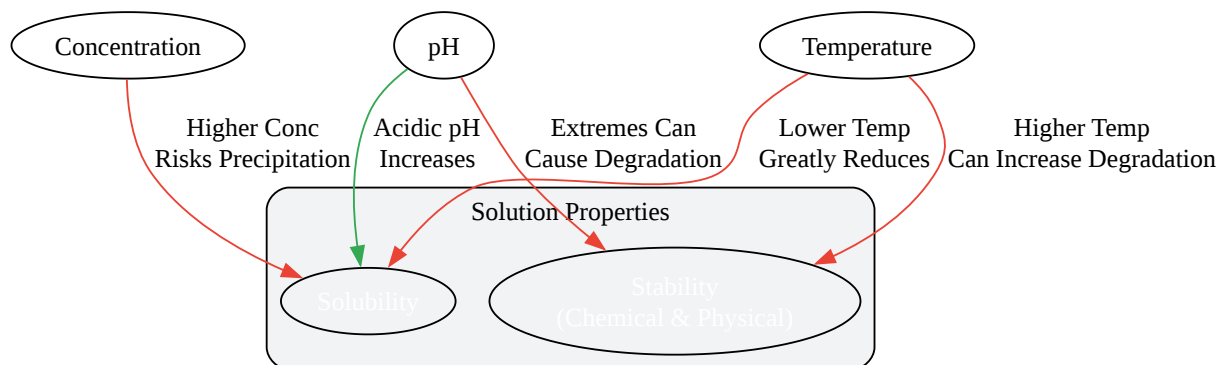 Concentration
pH
Temperature
Higher Conc
Risks Precipitation
Acidic pH
Increases
Extremes Can
Cause Degradation
Lower Temp
Greatly Reduces
Higher Temp
Can Increase Degradation
Solution Properties
Solubility
Stability
(Chemical & Physical)